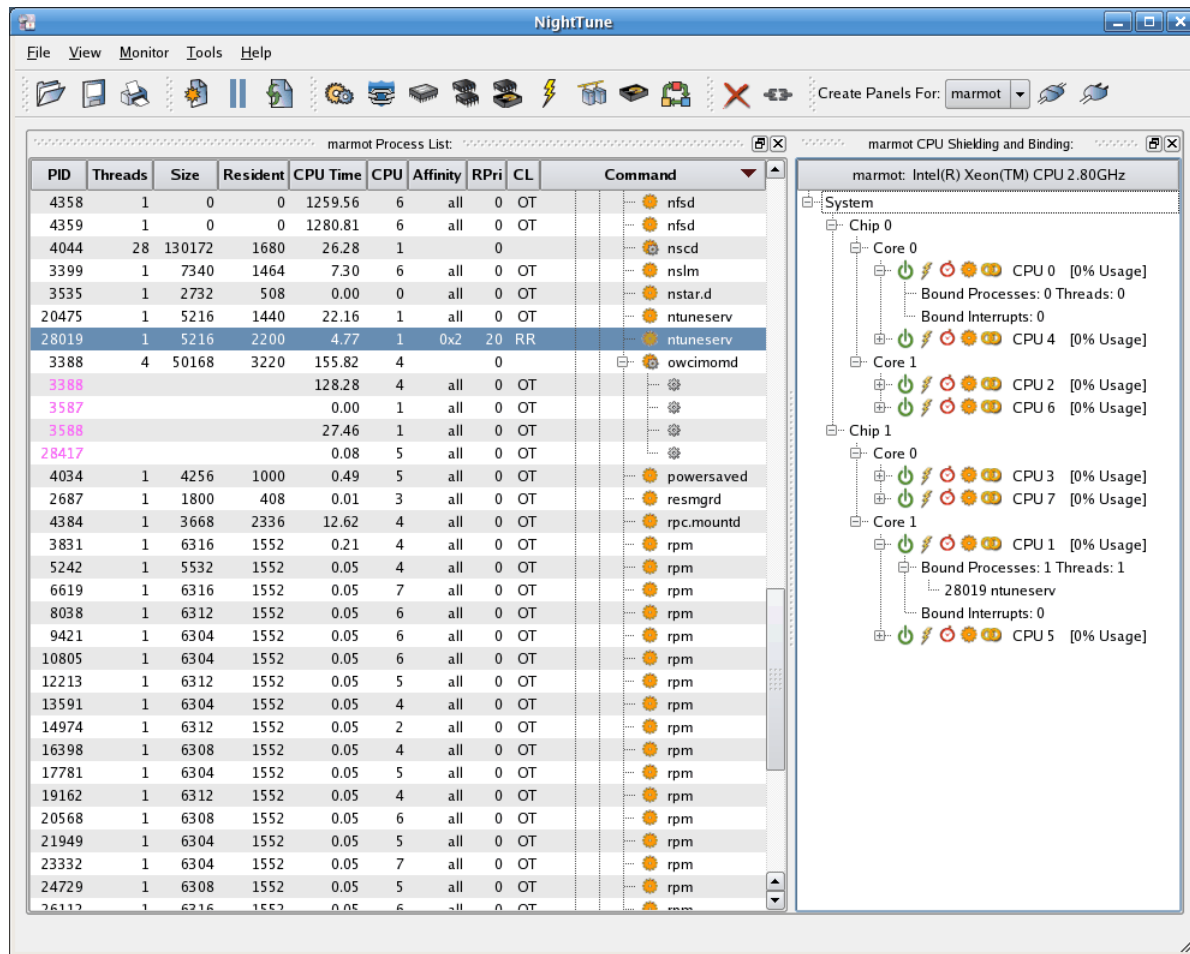 NightTune
File View Monitor Tools Help
Create Panels For: marmot
marmot Process List:
PID Threads Size Resident CPU Time CPU Affinity RPri CL Command
4358 1 0 0 1259.56 6 all 0 OT nfsd
4359 1 0 0 1280.81 6 all 0 OT nfsd
4044 28 130172 1680 26.28 1 0 nscd
3399 1 7340 1464 7.30 6 all 0 OT nslm
3535 1 2732 508 0.00 0 all 0 OT nstar.d
20475 1 5216 1440 22.16 1 all 0 OT ntuneserv
28019 1 5216 2200 4.77 1 0x2 20 RR ntuneserv
3388 4 50168 3220 155.82 4 0 owcimomd
3388 128.28 4 all 0 OT
3587 0.00 1 all 0 OT
3588 27.46 1 all 0 OT
28417 0.08 5 all 0 OT
4034 1 4256 1000 0.49 5 all 0 OT powersaved
2687 1 1800 408 0.01 3 all 0 OT resmgrd
4384 1 3668 2336 12.62 4 all 0 OT rpc.mountd
3831 1 6316 1552 0.21 4 all 0 OT rpm
5242 1 5532 1552 0.05 4 all 0 OT rpm
6619 1 6316 1552 0.05 7 all 0 OT rpm
8038 1 6312 1552 0.05 6 all 0 OT rpm
9421 1 6304 1552 0.05 6 all 0 OT rpm
10805 1 6304 1552 0.05 6 all 0 OT rpm
12213 1 6312 1552 0.05 5 all 0 OT rpm
13591 1 6304 1552 0.05 4 all 0 OT rpm
14974 1 6312 1552 0.05 2 all 0 OT rpm
16398 1 6308 1552 0.05 4 all 0 OT rpm
17781 1 6304 1552 0.05 5 all 0 OT rpm
19162 1 6312 1552 0.05 4 all 0 OT rpm
20568 1 6308 1552 0.05 6 all 0 OT rpm
21949 1 6304 1552 0.05 5 all 0 OT rpm
23332 1 6304 1552 0.05 7 all 0 OT rpm
24729 1 6308 1552 0.05 5 all 0 OT rpm
26112 1 6316 1552 0.05 6 all 0 OT rpm
marmot CPU Shielding and Binding:
marmot: Intel(R) Xeon(TM) CPU 2.80GHz
System
Chip 0
Core 0
CPU 0 [0% Usage]
Bound Processes: 0 Threads: 0
Bound Interrupts: 0
CPU 4 [0% Usage]
Core 1
CPU 2 [0% Usage]
CPU 6 [0% Usage]
Chip 1
Core 0
CPU 3 [0% Usage]
CPU 7 [0% Usage]
Core 1
CPU 1 [0% Usage]
Bound Processes: 1 Threads: 1
28019 ntuneserv
Bound Interrupts: 0
CPU 5 [0% Usage]